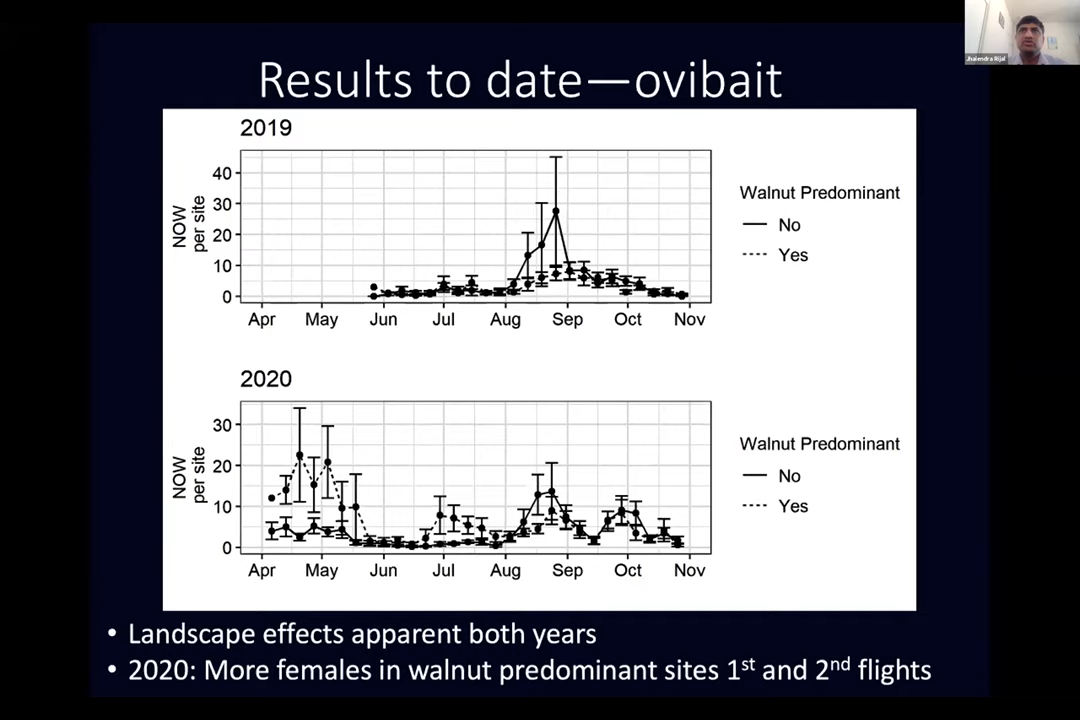 Jhalendra Rijal
Results to date—ovibait
2019
NOW
per site
40
30
20
10
0
Apr May Jun Jul Aug Sep Oct Nov
Walnut Predominant
No
Yes
2020
NOW
per site
30
20
10
0
Apr May Jun Jul Aug Sep Oct Nov
Walnut Predominant
No
Yes
• Landscape effects apparent both years
• 2020: More females in walnut predominant sites 1st and 2nd flights